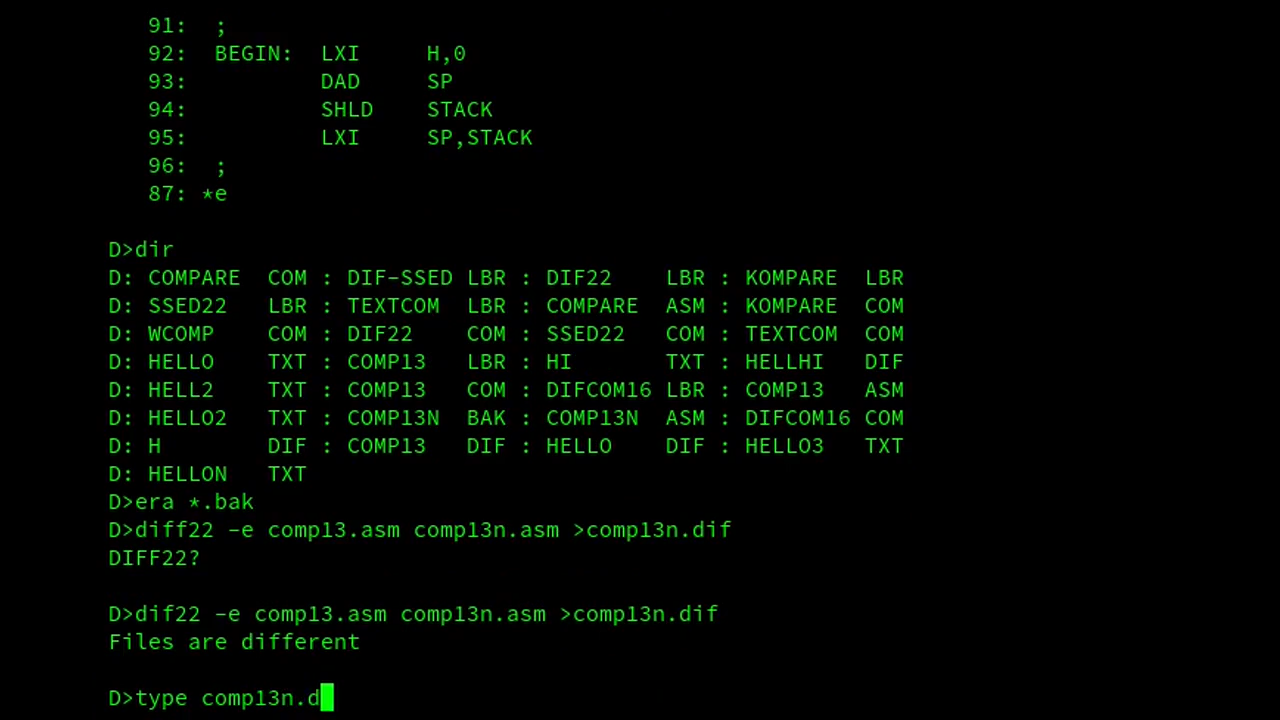 91:  ;
92:  BEGIN:  LXI     H,0
93:          DAD     SP
94:          SHLD    STACK
95:          LXI     SP,STACK
96:  ;
87: *e
D>dir
D: COMPARE  COM : DIF-SSED LBR : DIF22    LBR : KOMPARE  LBR
D: SSED22   LBR : TEXTCOM  LBR : COMPARE  ASM : KOMPARE  COM
D: WCOMP    COM : DIF22    COM : SSED22   COM : TEXTCOM  COM
D: HELLO    TXT : COMP13   LBR : HI       TXT : HELLHI   DIF
D: HELL2    TXT : COMP13   COM : DIFCOM16 LBR : COMP13   ASM
D: HELLO2   TXT : COMP13N  BAK : COMP13N  ASM : DIFCOM16 COM
D: H        DIF : COMP13   DIF : HELLO    DIF : HELLO3   TXT
D: HELLON   TXT
D>era *.bak
D>diff22 -e comp13.asm comp13n.asm >comp13n.dif
DIFF22?
D>dif22 -e comp13.asm comp13n.asm >comp13n.dif
Files are different
D>type comp13n.d